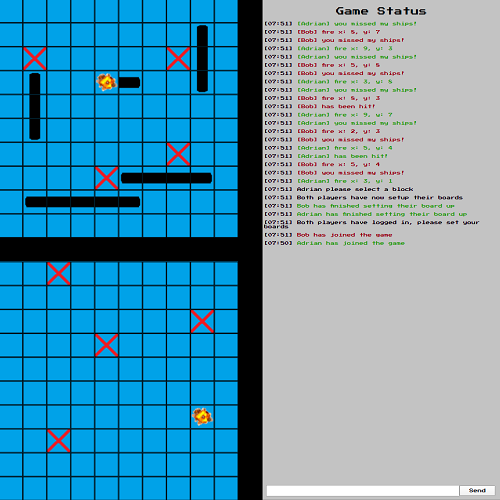 Game Status
[07:51] [Adrian] you missed my ships!
[07:51] [Bob] fire x: 5, y: 7
[07:51] [Bob] you missed my ships!
[07:51] [Adrian] fire x: 9, y: 3
[07:51] [Adrian] you missed my ships!
[07:51] [Bob] fire x: 5, y: 5
[07:51] [Bob] you missed my ships!
[07:51] [Adrian] fire x: 3, y: 8
[07:51] [Adrian] you missed my ships!
[07:51] [Bob] fire x: 8, y: 3
[07:51] [Bob] has been hit!
[07:51] [Adrian] fire x: 9, y: 7
[07:51] [Adrian] you missed my ships!
[07:51] [Bob] fire x: 2, y: 3
[07:51] [Bob] you missed my ships!
[07:51] [Adrian] fire x: 5, y: 4
[07:51] [Adrian] has been hit!
[07:51] [Bob] fire x: 5, y: 4
[07:51] [Bob] you missed my ships!
[07:51] [Adrian] fire x: 3, y: 1
[07:51] Adrian please select a block
[07:51] Both players have now setup their boards
[07:51] Bob has finished setting their board up
[07:51] Adrian has finished setting their board up
[07:51] Both players have logged in, please set your
boards
[07:51] Bob has joined the game
[07:50] Adrian has joined the game
Send